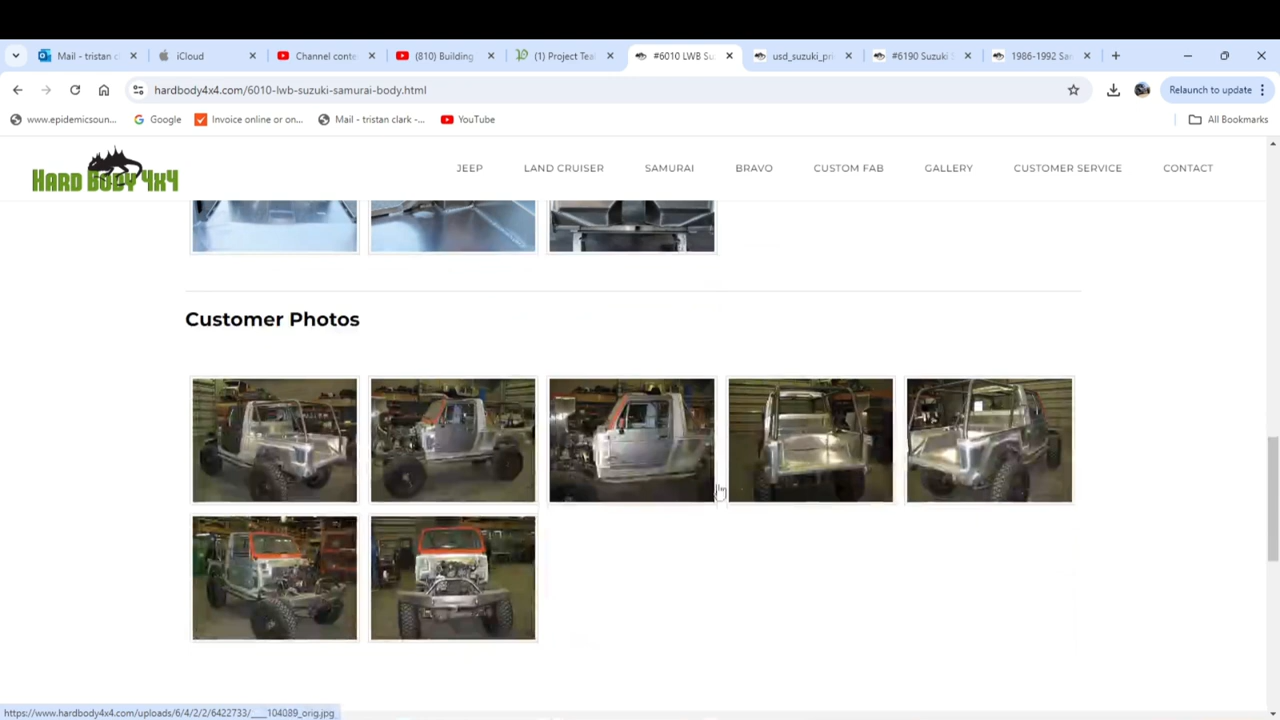 Mail - tristan cl
iCloud
Channel conte
(810) Building
(1) Project Tea
#6010 LWB Su
usd_suzuki_pri
#6190 Suzuki S
1986-1992 Sam
hardbody4x4.com/6010-lwb-suzuki-samurai-body.html
Relaunch to update
www.epidemicsoun...
Google
Invoice online or on...
Mail - tristan clark -...
YouTube
All Bookmarks
HARD BODY 4X4
JEEP
LAND CRUISER
SAMURAI
BRAVO
CUSTOM FAB
GALLERY
CUSTOMER SERVICE
CONTACT
Customer Photos
https://www.hardbody4x4.com/uploads/6/4/2/2/6422733/___104089_orig.jpg